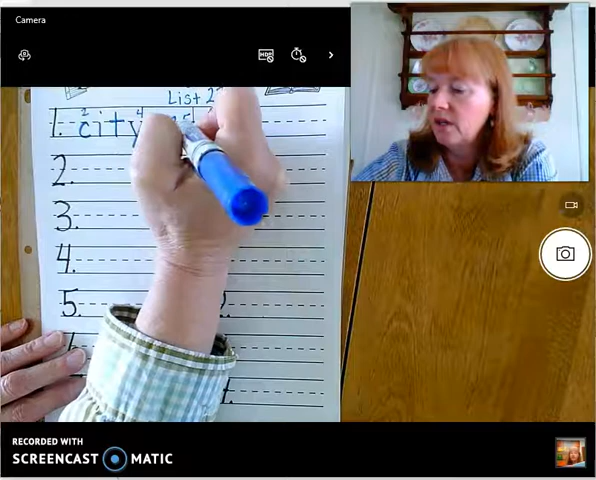 Camera
List 2
1. city
2.
3.
4.
5.
RECORDED WITH
SCREENCAST MATIC